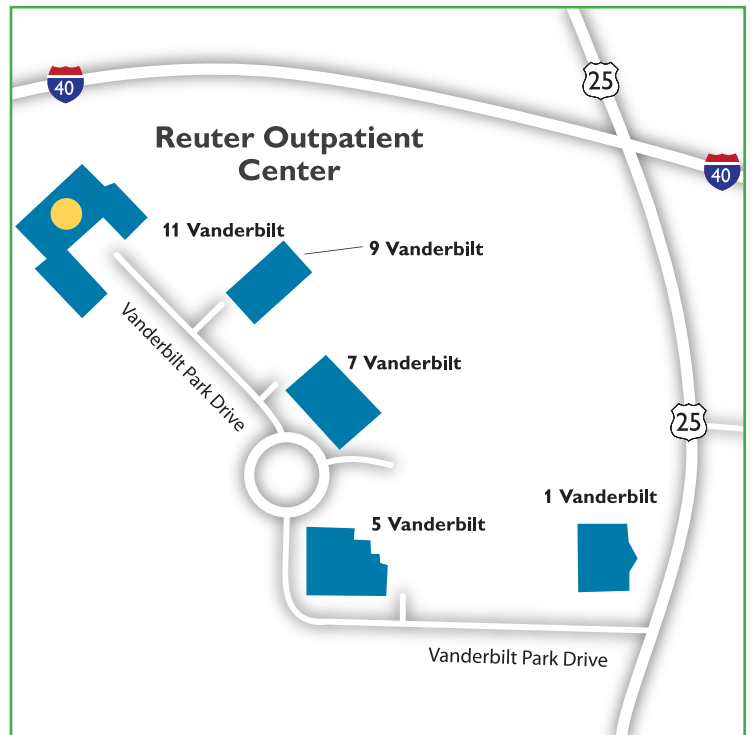 40
25
Reuter Outpatient
Center
40
11 Vanderbilt
9 Vanderbilt
Vanderbilt Park Drive
7 Vanderbilt
25
1 Vanderbilt
5 Vanderbilt
Vanderbilt Park Drive